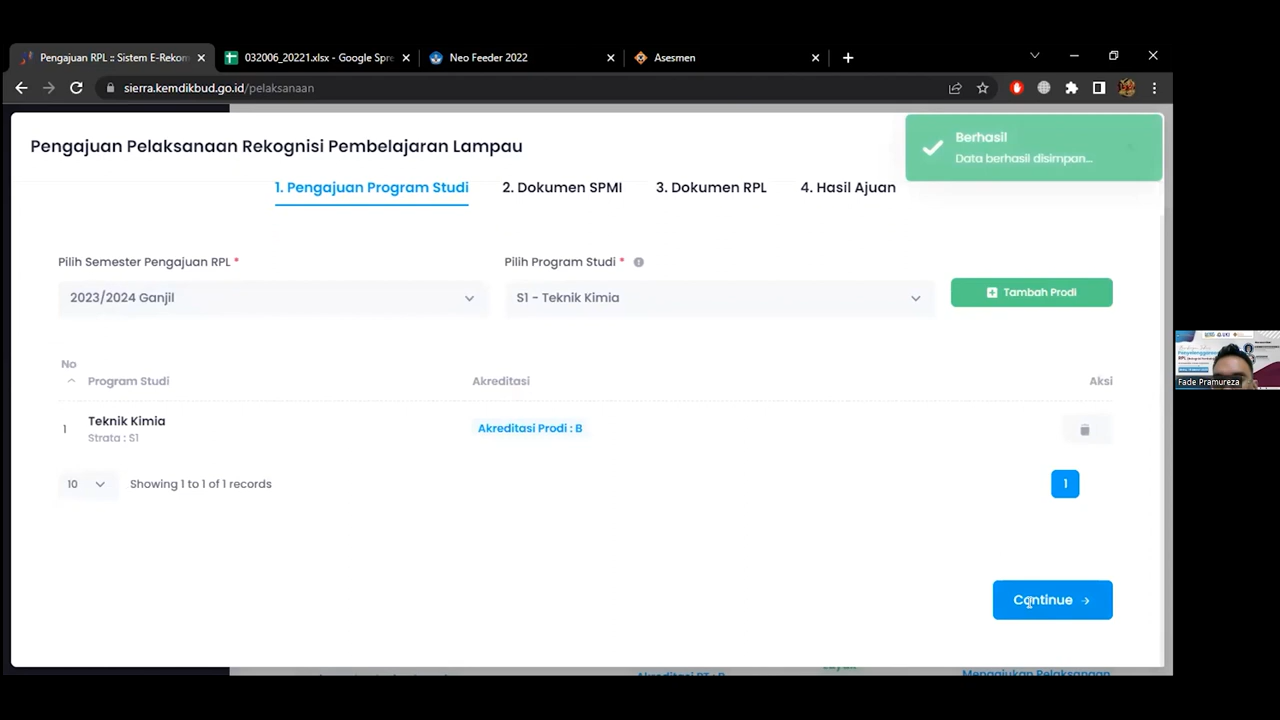 Pengajuan RPL :: Sistem E-Rekom
032006_20221.xlsx - Google Spre
Neo Feeder 2022
Asesmen
sierra.kemdikbud.go.id/pelaksanaan
Pengajuan Pelaksanaan Rekognisi Pembelajaran Lampau
Berhasil
Data berhasil disimpan...
1. Pengajuan Program Studi
2. Dokumen SPMI
3. Dokumen RPL
4. Hasil Ajuan
Pilih Semester Pengajuan RPL *
Pilih Program Studi *
2023/2024 Ganjil
S1 - Teknik Kimia
Tambah Prodi
No
Program Studi
Akreditasi
Aksi
1
Teknik Kimia
Strata : S1
Akreditasi Prodi : B
10
Showing 1 to 1 of 1 records
1
Continue
Akreditasi PT : B
Mengajukan Pelaksanaan
Fade Pramureza